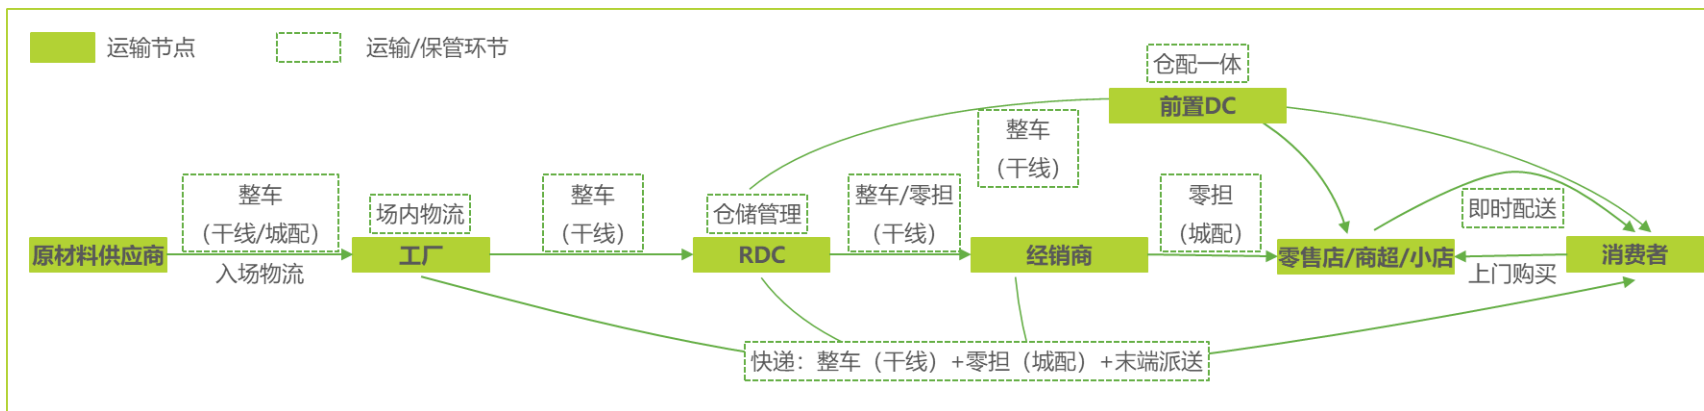 运输节点
运输/保管环节
仓配一体
前置DC
整车
（干线）
整车
（干线/城配）
场内物流
整车
（干线）
仓储管理
整车/零担
（干线）
零担
（城配）
即时配送
原材料供应商
工厂
RDC
经销商
零售店/商超/小店
消费者
入场物流
上门购买
快递：整车（干线）+零担（城配）+末端派送